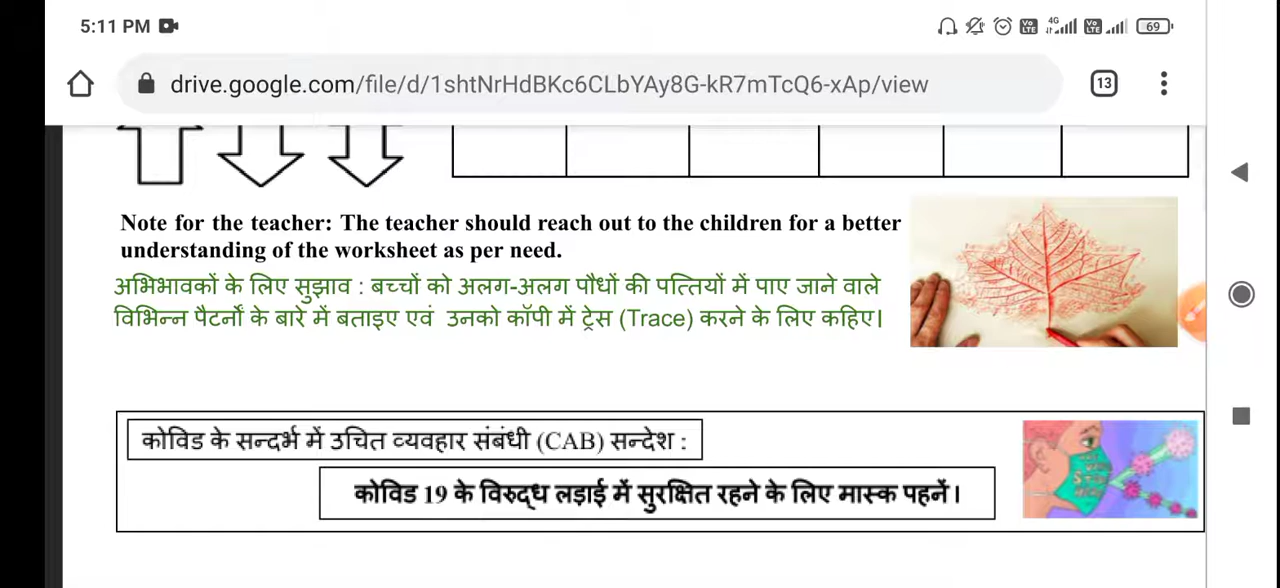 5:11 PM
4G
69
drive.google.com/file/d/1shtNrHdBKc6CLbYAy8G-kR7mTcQ6-xAp/view
13
Note for the teacher: The teacher should reach out to the children for a better
understanding of the worksheet as per need.
अभिभावकों के लिए सुझाव : बच्चों को अलग-अलग पौधों की पत्तियों में पाए जाने वाले
विभिन्न पैटर्नों के बारे में बताइए एवं उनको कॉपी में ट्रेस (Trace) करने के लिए कहिए।
कोविड के सन्दर्भ में उचित व्यवहार संबंधी (CAB) सन्देश :
कोविड 19 के विरुद्ध लड़ाई में सुरक्षित रहने के लिए मास्क पहनें।